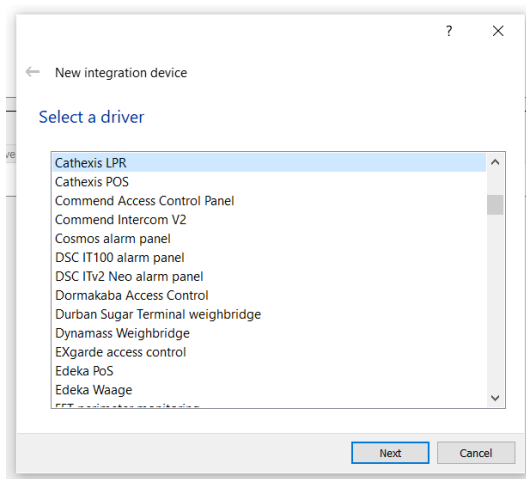 ?
New integration device
Select a driver
Cathexis LPR
Cathexis POS
Commend Access Control Panel
Commend Intercom V2
Cosmos alarm panel
DSC IT100 alarm panel
DSC ITv2 Neo alarm panel
Dormakaba Access Control
Durban Sugar Terminal weighbridge
Dynamass Weighbridge
EXgarde access control
Edeka PoS
Edeka Waage
Next Cancel